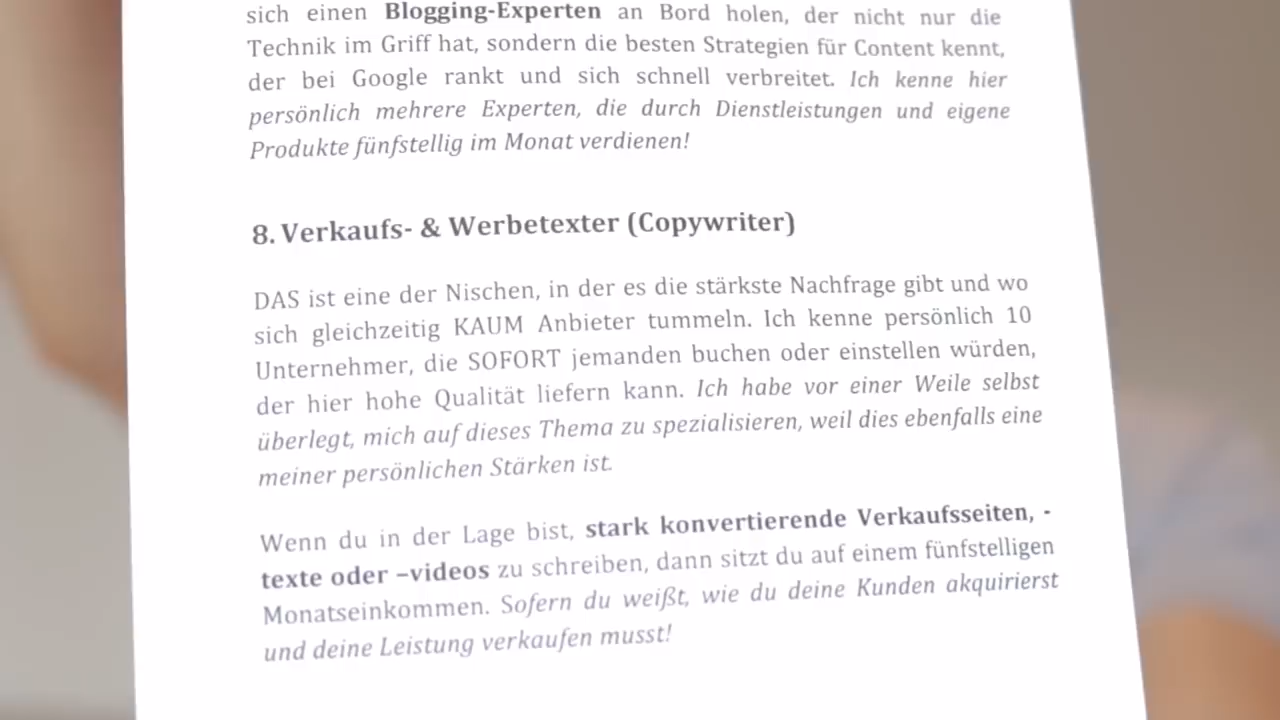 sich einen Blogging-Experten an Bord holen, der nicht nur die
Technik im Griff hat, sondern die besten Strategien für Content kennt,
der bei Google rankt und sich schnell verbreitet. Ich kenne hier
persönlich mehrere Experten, die durch Dienstleistungen und eigene
Produkte fünfstellig im Monat verdienen!
8. Verkaufs- & Werbetexter (Copywriter)
DAS ist eine der Nischen, in der es die stärkste Nachfrage gibt und wo
sich gleichzeitig KAUM Anbieter tummeln. Ich kenne persönlich 10
Unternehmer, die SOFORT jemanden buchen oder einstellen würden,
der hier hohe Qualität liefern kann. Ich habe vor einer Weile selbst
überlegt, mich auf dieses Thema zu spezialisieren, weil dies ebenfalls eine
meiner persönlichen Stärken ist.
Wenn du in der Lage bist, stark konvertierende Verkaufsseiten, -
texte oder –videos zu schreiben, dann sitzt du auf einem fünfstelligen
Monatseinkommen. Sofern du weißt, wie du deine Kunden akquirierst
und deine Leistung verkaufen musst!